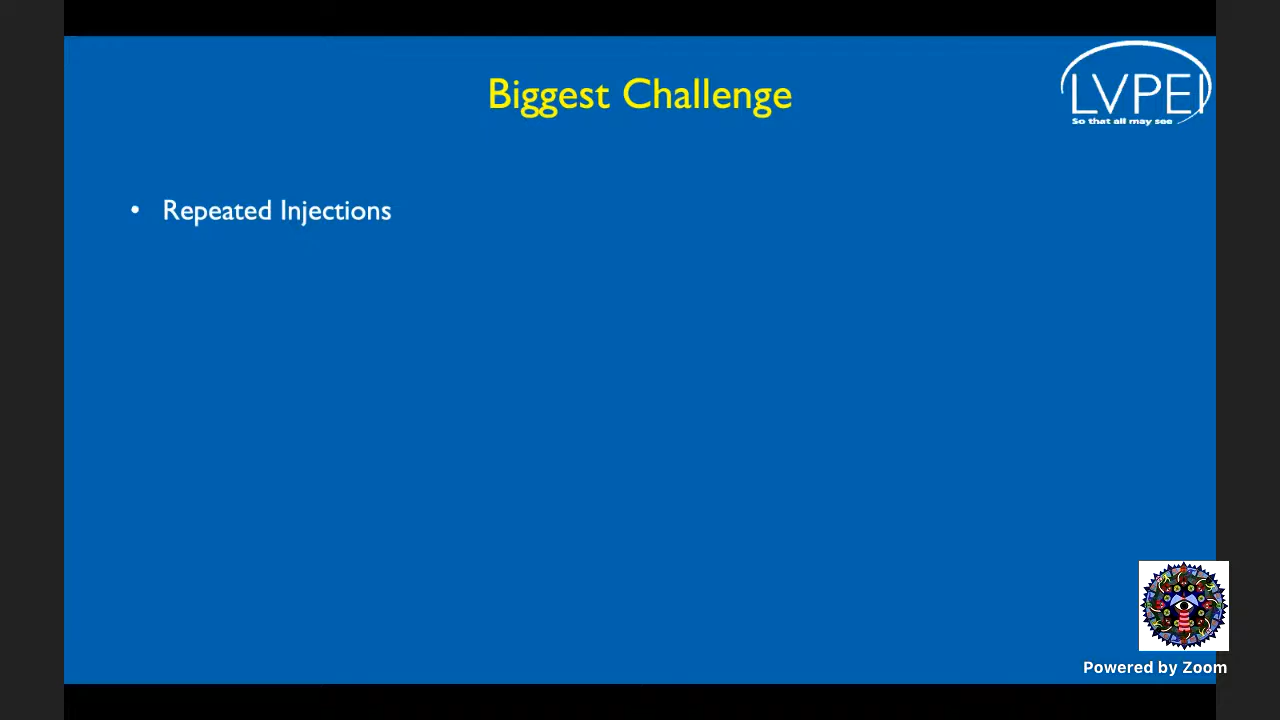 Biggest Challenge
LVPEI
So that all may see
• Repeated Injections
Powered by Zoom